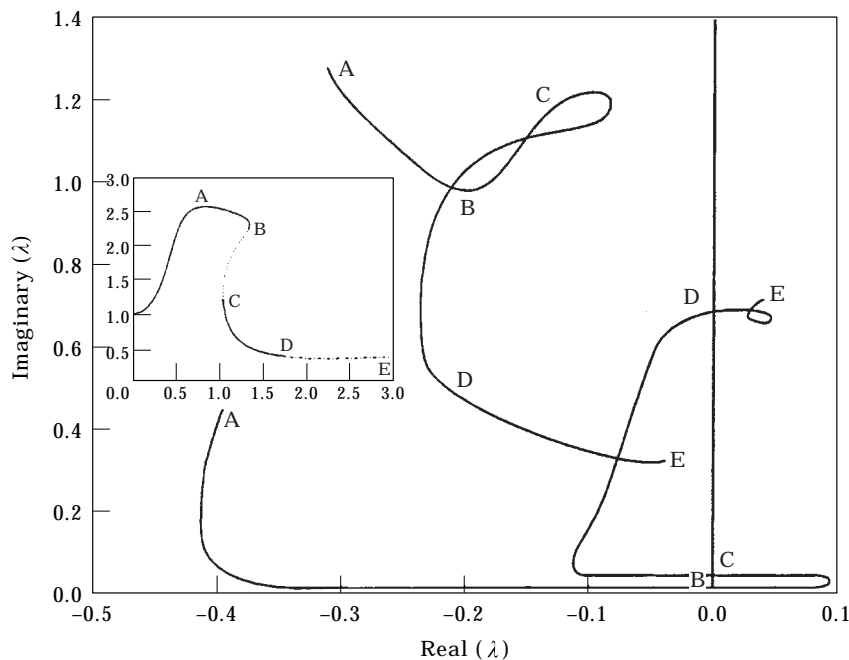 1.4
1.2
1.0
0.8
0.6
0.4
0.2
0.0
Imaginary (λ)
A
C
B
D
E
D
E
A
C
B
3.0
2.5
2.0
1.5
1.0
0.5
A
B
C
D
E
0.0 0.5 1.0 1.5 2.0 2.5 3.0
−0.5 −0.4 −0.3 −0.2 −0.1 0.0 0.1
Real (λ)